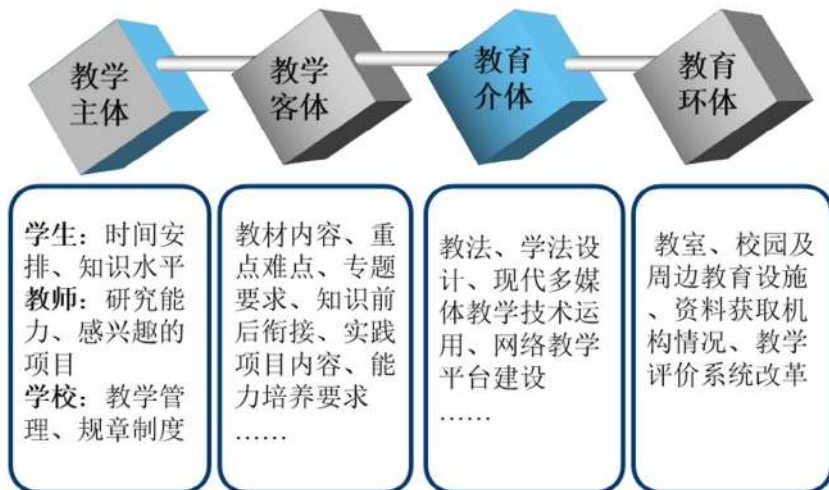 教学
主体
教学
客体
教育
介体
教育
环体
学生：时间安
排、知识水平
教师：研究能
力、感兴趣的
项目
学校：教学管
理、规章制度
教材内容、重
点难点、专题
要求、知识前
后衔接、实践
项目内容、能
力培养要求
……
教法、学法设
计、现代多媒
体教学技术运
用、网络教学
平台建设
……
教室、校园及
周边教育设施
、资料获取机
构情况、教学
评价系统改革